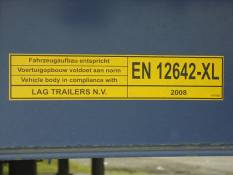 Fahrzeugaufbau entspricht
Voertuigopbouw voldoet aan norm
Vehicle body in compliance with
EN 12642-XL
LAG TRAILERS N.V.
2008